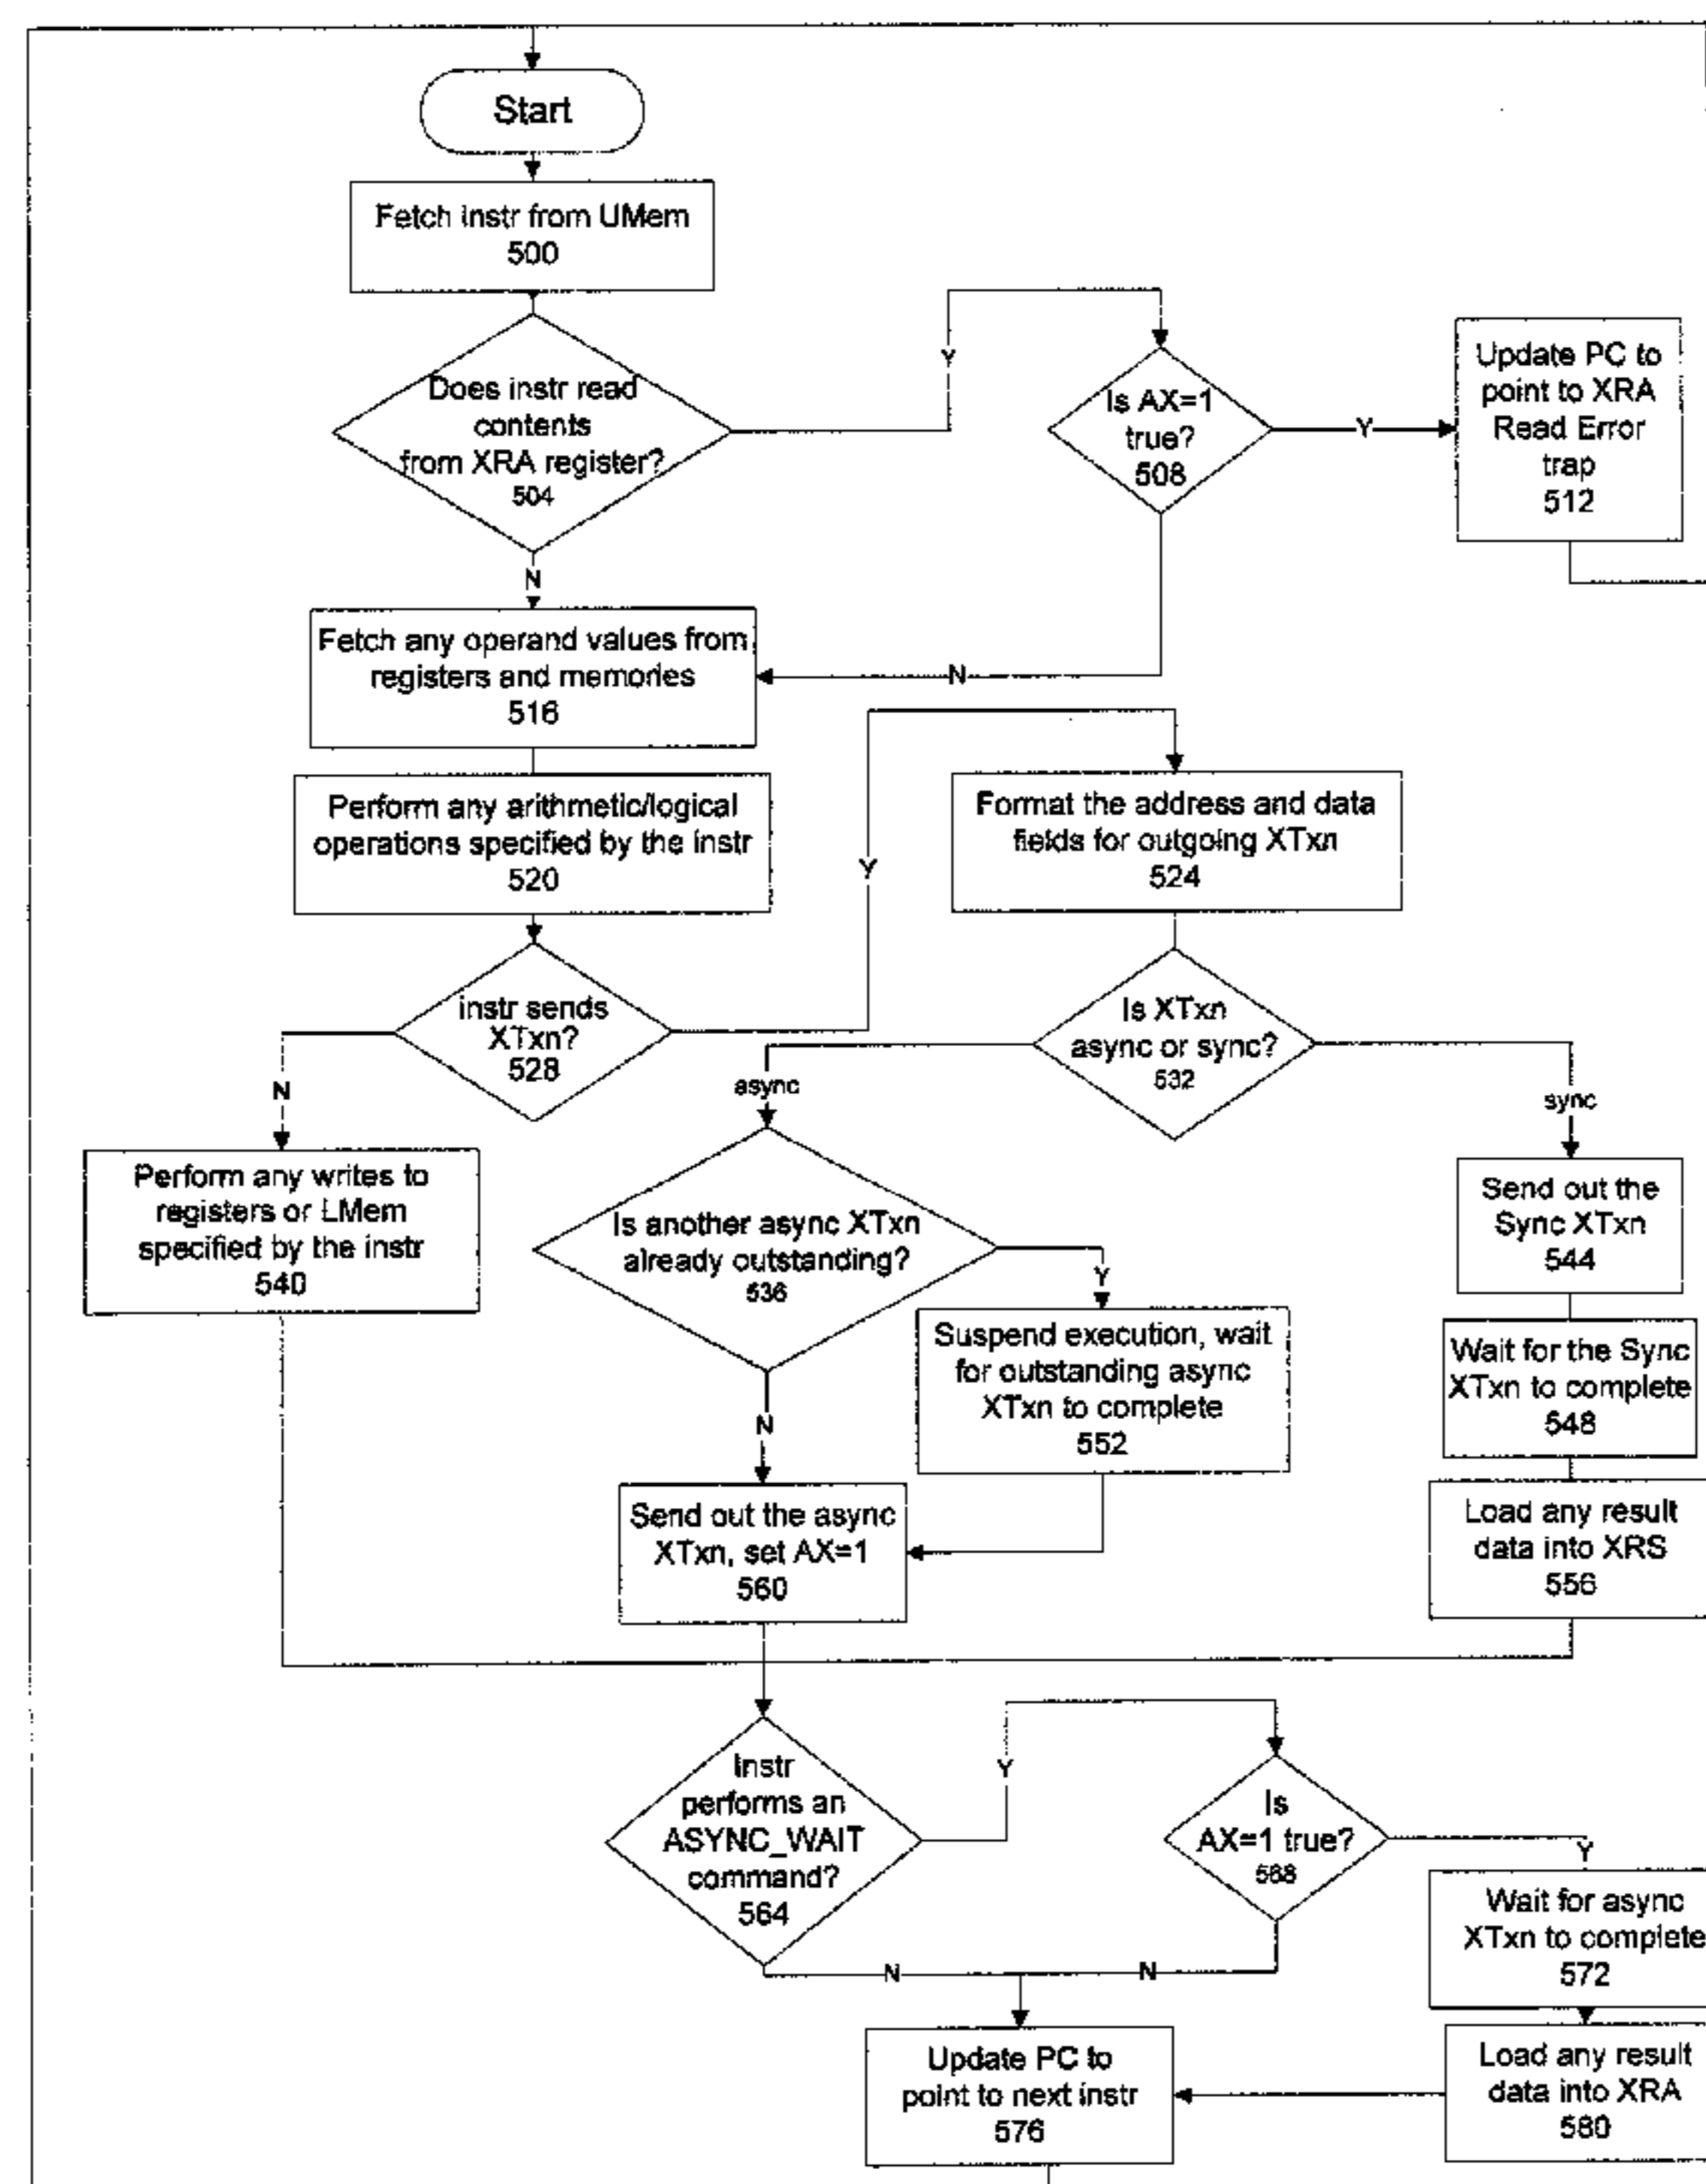 Start
Fetch instr from UMem
500
Does instr read
contents
from XRA register?
504
Y
Is AX=1
true?
508
Y
Update PC to
point to XRA
Read Error
trap
512
N
Fetch any operand values from
registers and memories
516
N
Perform any arithmetic/logical
operations specified by the instr
520
Y
Format the address and data
fields for outgoing XTxn
524
instr sends
XTxn?
528
Is XTxn
async or sync?
532
N
async
sync
Perform any writes to
registers or LMem
specified by the instr
540
Is another async XTxn
already outstanding?
536
Y
Send out the
Sync XTxn
544
Suspend execution, wait
for outstanding async
XTxn to complete
552
Wait for the Sync
XTxn to complete
548
N
Send out the async
XTxn, set AX=1
560
Load any result
data into XRS
556
Instr
performs an
ASYNC_WAIT
command?
564
Y
Is
AX=1 true?
568
Y
Wait for async
XTxn to complete
572
N
N
Update PC to
point to next instr
576
Load any result
data into XRA
580